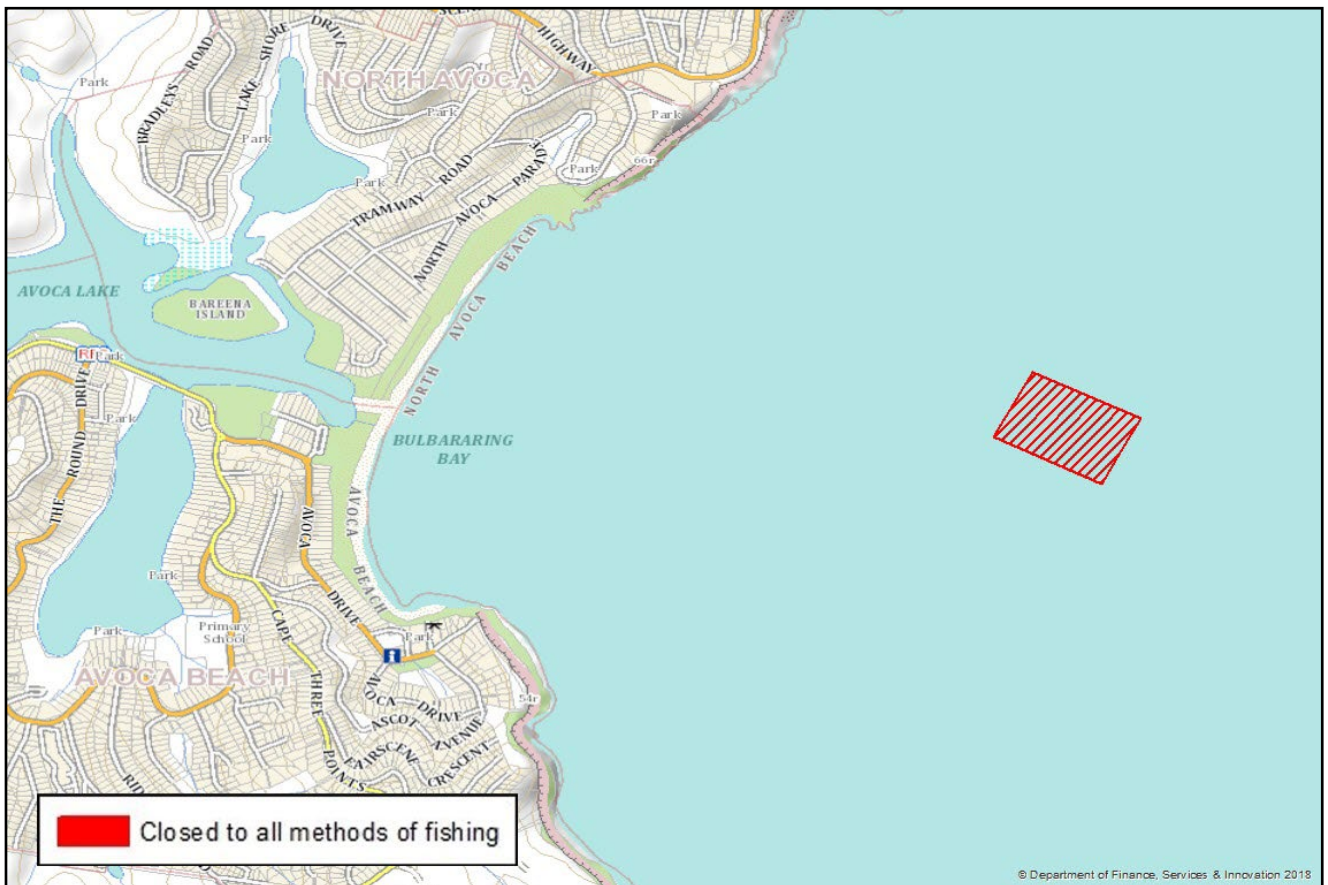 HIGHWAY
DRIVE
NORTH AVOCA
Park
BRADLEYS ROAD
LAKE SHORE
Park
Park
Park
66m
Park
Park
TRAMWAY ROAD
NORTH AVOCA PARADE
NORTH AVOCA BEACH
AVOCA LAKE
BAREENA
ISLAND
Park
Park
THE ROUND DRIVE
BULBARARING
BAY
AVOCA BEACH
AVOCA DRIVE
Park
Park
Primary
School
Park
i
CAPE THREE POINTS
AVOCA BEACH
AVOCA DRIVE
54
ASCOT AVENUE
FAIRSCENE CRESCENT
Closed to all methods of fishing
© Department of Finance, Services & Innovation 2018